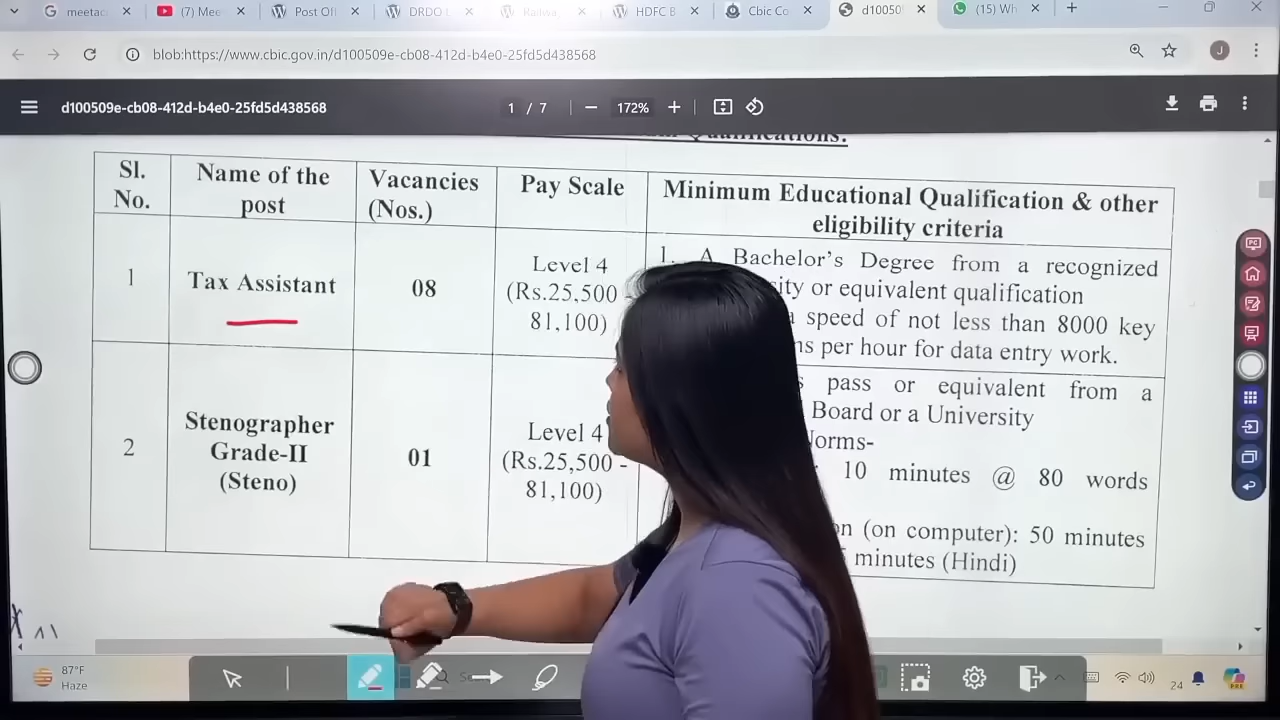 meetac
(7) Mee
Post Of
DRDO L
Railwa
HDFC B
Cbic Co
d10050
(15) Wh
blob:https://www.cbic.gov.in/d100509e-cb08-412d-b4e0-25fd5d438568
J
d100509e-cb08-412d-b4e0-25fd5d438568
1 / 7
172%
Qualifications:
Sl. No.
Name of the post
Vacancies (Nos.)
Pay Scale
Minimum Educational Qualification & other
eligibility criteria
1
Tax Assistant
08
Level 4
(Rs.25,500 -
81,100)
1. A Bachelor's Degree from a recognized
sity or equivalent qualification
a speed of not less than 8000 key
ns per hour for data entry work.
2
Stenographer
Grade-II
(Steno)
01
Level 4
(Rs.25,500 -
81,100)
s pass or equivalent from a
Board or a University
Norms-
: 10 minutes @ 80 words
on (on computer): 50 minutes
minutes (Hindi)
87°F
Haze
24